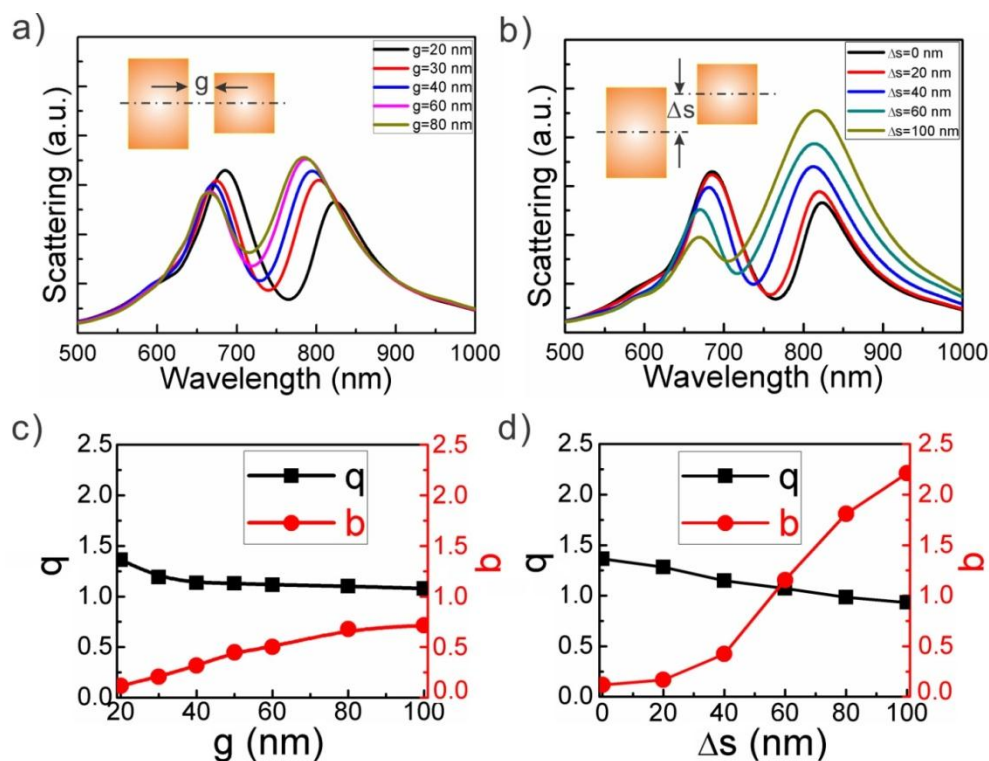 a)
g=20 nm
g=30 nm
g=40 nm
g=60 nm
g=80 nm
g
Scattering (a.u.)
500 600 700 800 900 1000
Wavelength (nm)
b)
Δs=0 nm
Δs=20 nm
Δs=40 nm
Δs=60 nm
Δs=100 nm
Δs
Scattering (a.u.)
500 600 700 800 900 1000
Wavelength (nm)
c)
2.5 2.5
2.0 2.0
1.5 1.5
1.0 1.0
0.5 0.5
0.0 0.0
q
b
q
b
20 40 60 80 100
g (nm)
d)
2.5 2.5
2.0 2.0
1.5 1.5
1.0 1.0
0.5 0.5
0.0 0.0
q
b
q
b
0 20 40 60 80 100
Δs (nm)